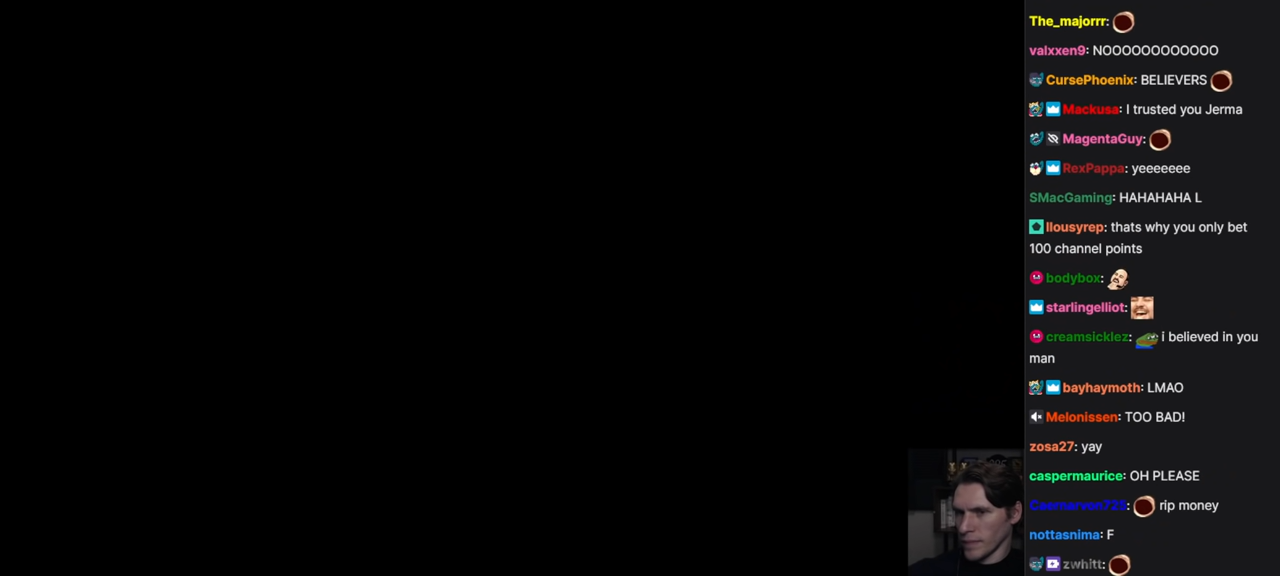 The_majorrr:
valxxen9: NOOOOOOOOOOOO
CursePhoenix: BELIEVERS
Mackusa: I trusted you Jerma
MagentaGuy:
RexPappa: yeeeeeee
SMacGaming: HAHAHAHA L
llousyrep: thats why you only bet
100 channel points
bodybox:
starlingelliot:
creamsicklez: i believed in you
man
bayhaymoth: LMAO
Melonissen: TOO BAD!
zosa27: yay
caspermaurice: OH PLEASE
rip money
nottasnima: F
zwhitt: